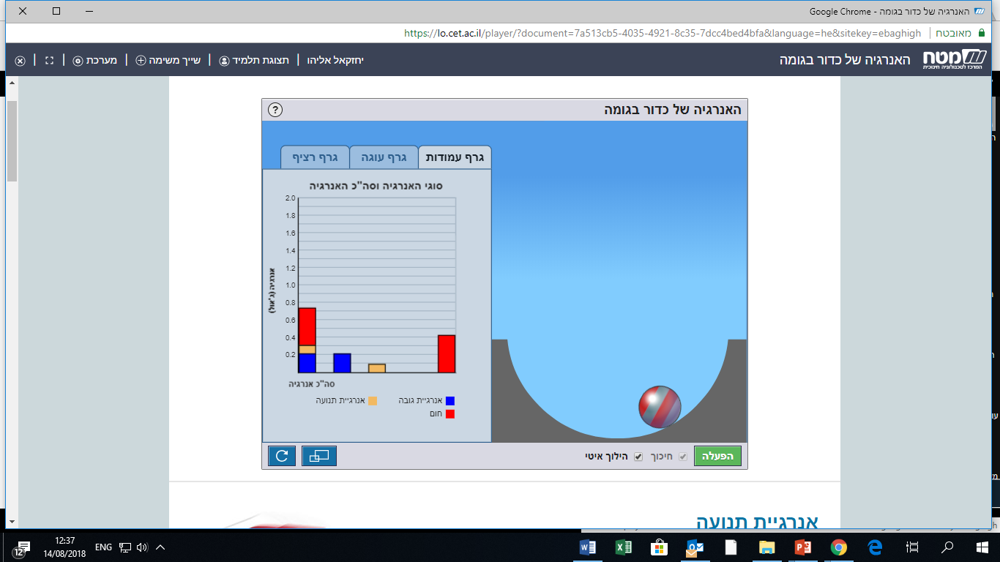 האנרגיה של כדור בגומה - Google Chrome
מאובטח
https://lo.cet.ac.il/player/?document=7a513cb5-4035-4921-8c35-7dcc4bed4bfa&language=he&sitekey=ebaghigh
מטח
המרכז לטכנולוגיה חינוכית
האנרגיה של כדור בגומה
יחזקאל אליהו
תצוגת תלמיד
שייך משימה
מערכת
האנרגיה של כדור בגומה
?
גרף עמודות
גרף עוגה
גרף רציף
סוגי האנרגיה וסה"כ האנרגיה
2.0
1.8
1.6
1.4
1.2
1.0
0.8
0.6
0.4
0.2
אנרגיה (ג'אול)
סה"כ אנרגיה
אנרגיית גובה
אנרגיית תנועה
חום
הפעלה
חיכוך
הילוך איטי
אנרגיית תנועה
12:37
14/08/2018
ENG
12